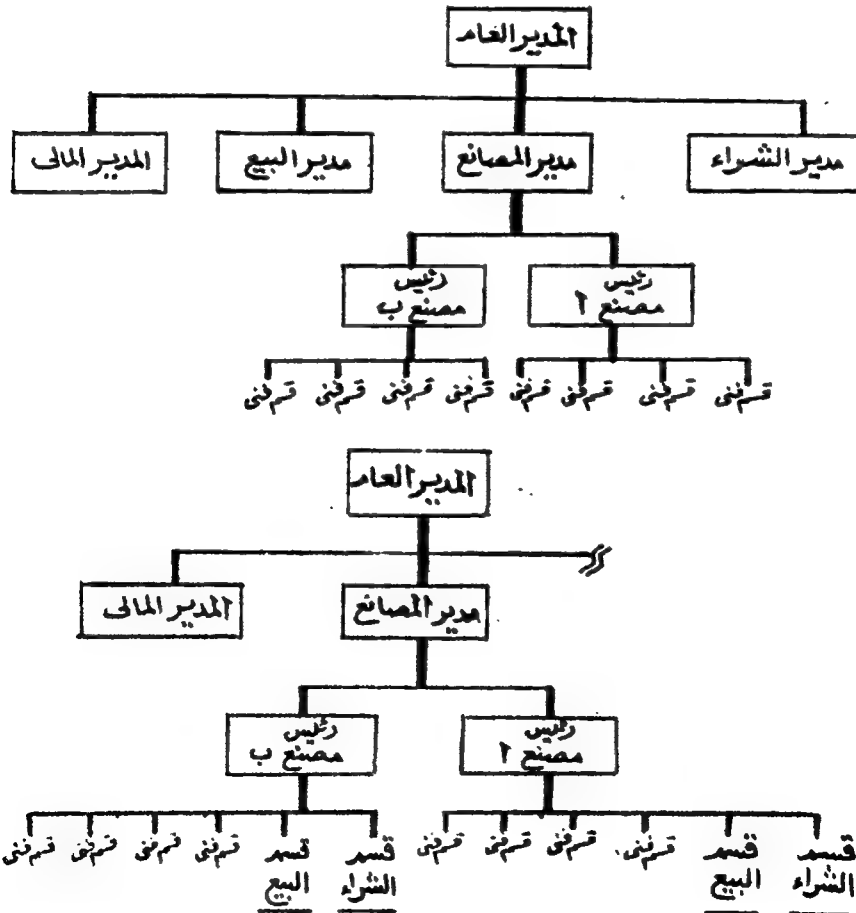 المدير العام
مدير الشراء
مدير المصانع
مدير البيع
المدير المالى
رئيس
مصنع أ
رئيس
مصنع ب
قسم فنى قسم فنى قسم فنى قسم فنى قسم فنى قسم فنى قسم فنى قسم فنى
المدير العام
مدير المصانع
المدير المالى
رئيس
مصنع أ
رئيس
مصنع ب
قسم
الشراء
قسم
البيع
قسم فنى قسم فنى قسم فنى قسم فنى
قسم
الشراء
قسم
البيع
قسم فنى قسم فنى قسم فنى قسم فنى